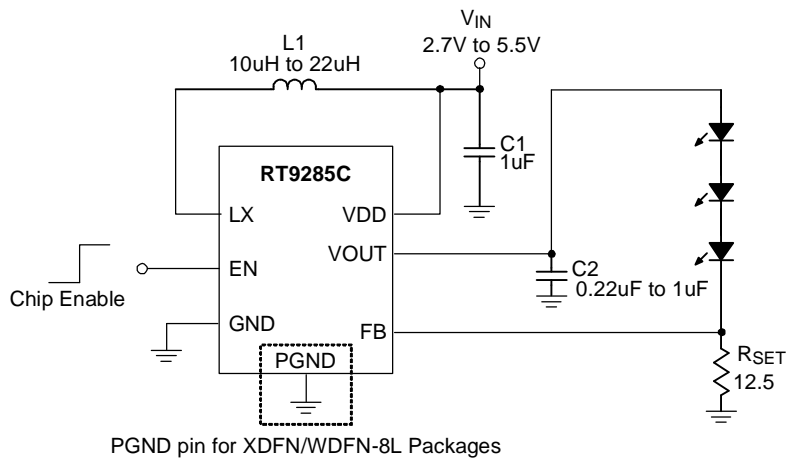 VIN
2.7V to 5.5V
L1
10uH to 22uH
C1
1uF
RT9285C
LX
VDD
VOUT
EN
Chip Enable
C2
0.22uF to 1uF
GND
FB
PGND
RSET
12.5
PGND pin for XDFN/WDFN-8L Packages